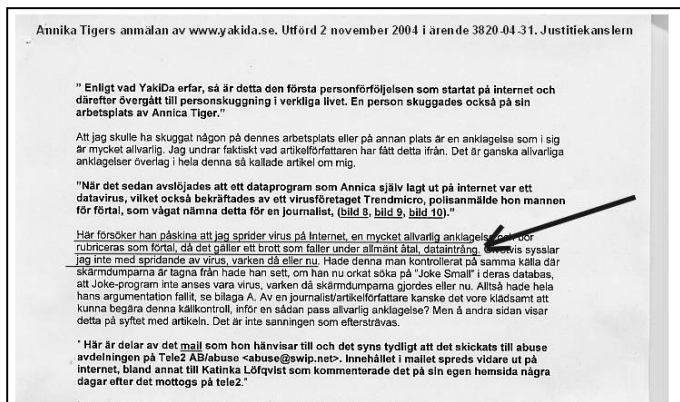 Annika Tigers anmälan av www.yakida.se. Utförd 2 november 2004 i ärende 3820-04-31. Justitiekanslern
" Enligt vad YakiDa erfar, så är detta den första personförföljelsen som startat på internet och
därefter övergått till personskuggning i verkliga livet. En person skuggades också på sin
arbetsplats av Annica Tiger."
Att jag skulle ha skuggat någon på dennes arbetsplats eller på annan plats är en anklagelse som i sig
är mycket allvarlig. Jag undrar faktiskt vad artikelförfattaren har fått detta ifrån. Det är ganska allvarliga
anklagelser överlag i hela denna så kallade artikel om mig.
"När det sedan avslöjades att ett dataprogram som Annica själv lagt ut på internet var ett
datavirus, vilket också bekräftades av ett virusföretaget Trendmicro, polisanmälde hon mannen
för förtal, som vågat nämna detta för en journalist, (bild 8, bild 9, bild 10)."
Här försöker han påskina att jag sprider virus på Internet, en mycket allvarlig anklagelse och bör
rubriceras som förtal, då det gäller ett brott som faller under allmänt åtal, dataintrång. sysslar
jag inte med spridande av virus, varken då eller nu. Hade denna man kontrollerat på samma källa där
skärmdumparna är tagna från hade han sett, om han nu orkat söka på "Joke Small" i deras databas,
att Joke-program inte anses vara virus, varken då skärmdumparna gjordes eller nu. Alltså hade hela
hans argumentation fallit, se bilaga A. Av en journalist/artikelförfattare kanske det vore klädsamt att
kunna begära denna källkontroll, inför en sådan pass allvarlig anklagelse? Men å andra sidan visar
detta på syftet med artikeln. Det är inte sanningen som eftersträvas.
" Här är delar av det mail som hon hänvisar till och det syns tydligt att det skickats till abuse
avdelningen på Tele2 AB/abuse <abuse@swip.net>. Innehållet i mailet spreds vidare ut på
internet, bland annat till Katinka Löfqvist som kommenterade det på sin egen hemsida några
dagar efter det mottogs på tele2."